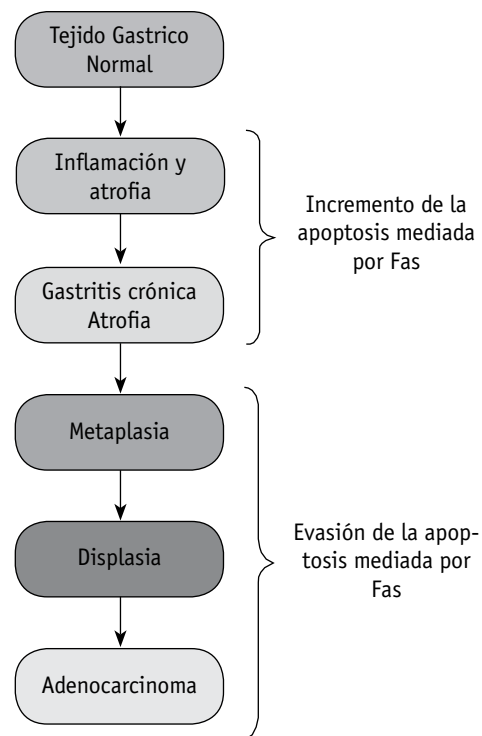 Tejido Gastrico
Normal
Inflamación y
atrofia
Incremento de la
apoptosis mediada
por Fas
Gastritis crónica
Atrofia
Metaplasia
Displasia
Evasión de la apop-
tosis mediada por
Fas
Adenocarcinoma